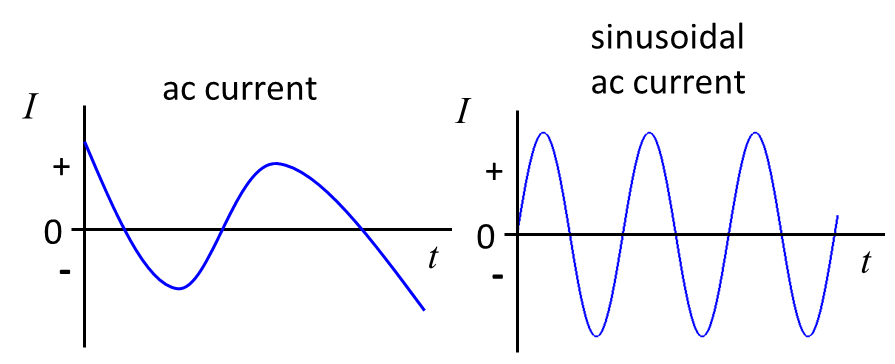 ac current
I
+
0
-
t
sinusoidal
ac current
I
+
0
-
t